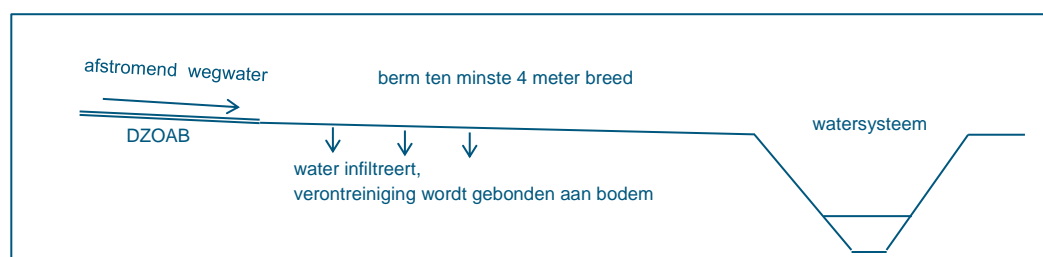 afstromend wegwater
berm ten minste 4 meter breed
watersysteem
DZOAB
water infiltreert,
verontreiniging wordt gebonden aan bodem